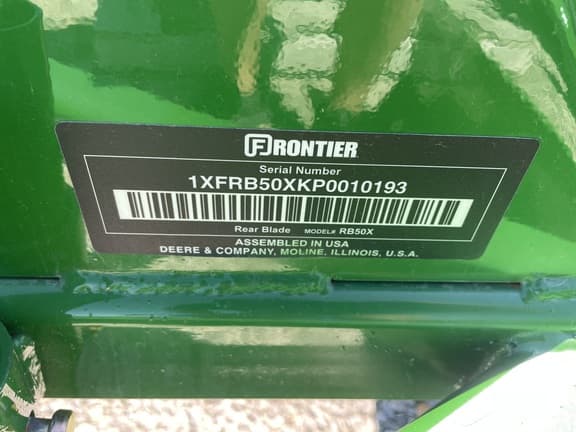 FRONTIER
Serial Number
1XFRB50XKP0010193
Rear Blade MODEL# RB50X
ASSEMBLED IN USA
DEERE & COMPANY, MOLINE, ILLINOIS, U.S.A.